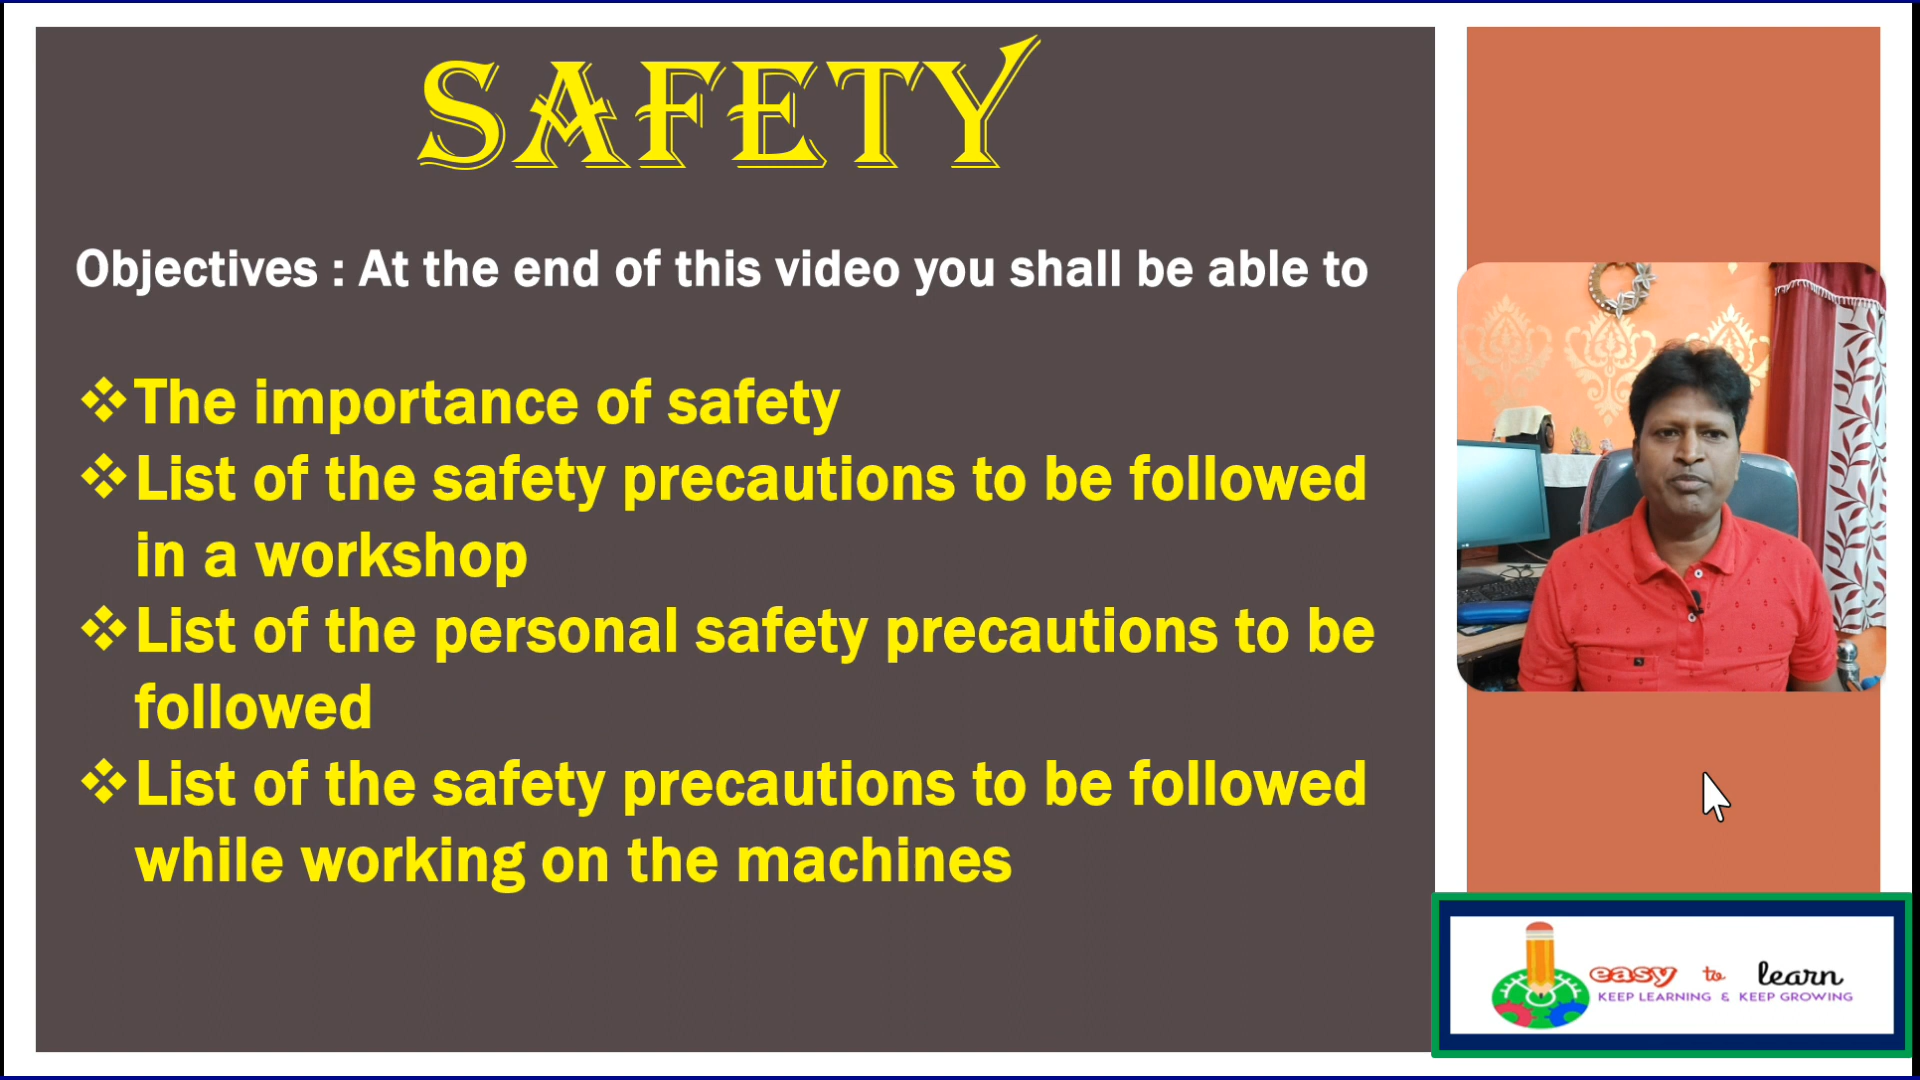 SAFETY
Objectives : At the end of this video you shall be able to
❖The importance of safety
❖List of the safety precautions to be followed
in a workshop
❖List of the personal safety precautions to be
followed
❖List of the safety precautions to be followed
while working on the machines
easy to learn
KEEP LEARNING & KEEP GROWING